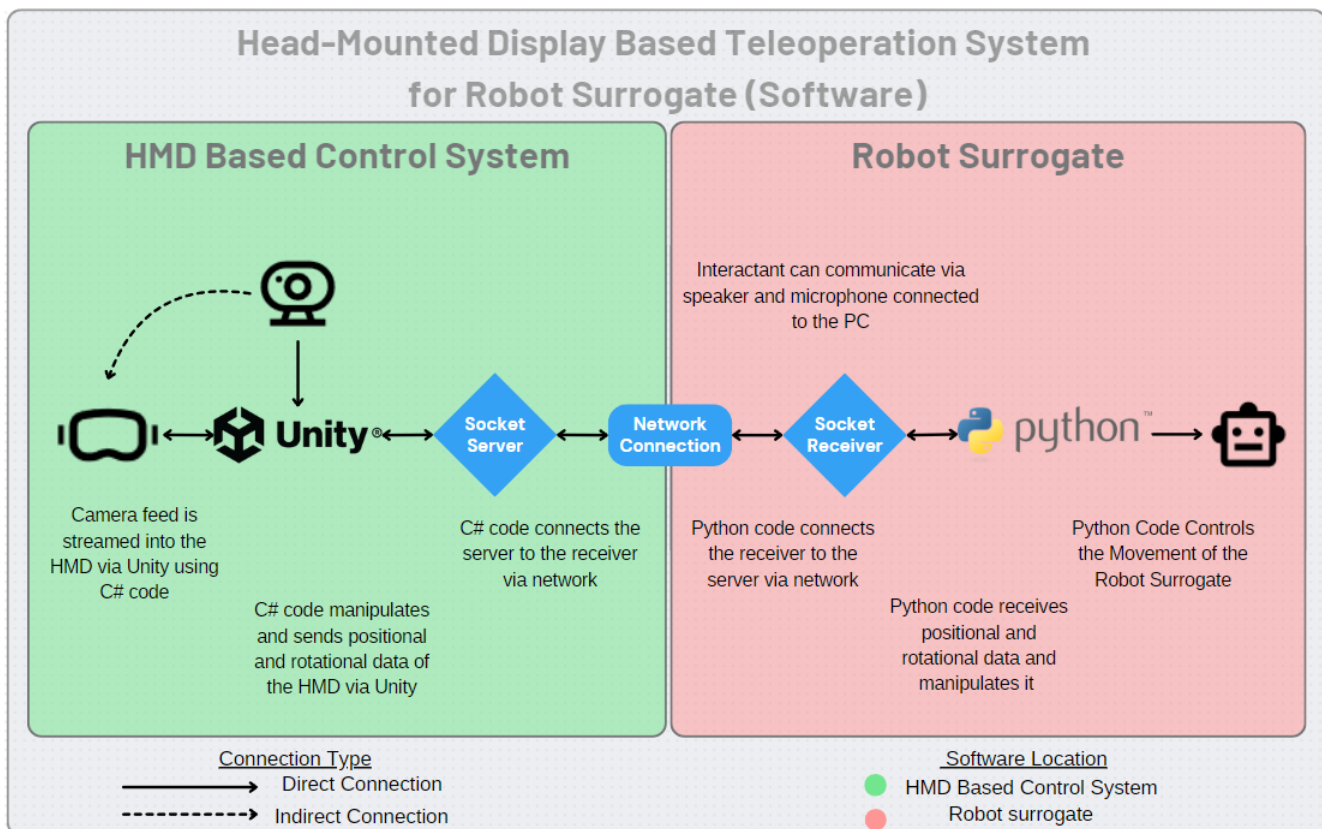 Head-Mounted Display Based Teleoperation System
for Robot Surrogate (Software)
HMD Based Control System
Robot Surrogate
Interactant can communicate via
speaker and microphone connected
to the PC
Unity®
Socket
Server
Network
Connection
Socket
Receiver
python™
Camera feed is
streamed into the
HMD via Unity using
C# code
C# code manipulates
and sends positional
and rotational data of
the HMD via Unity
C# code connects the
server to the receiver
via network
Python code connects
the receiver to the
server via network
Python code receives
positional and
rotational data and
manipulates it
Python Code Controls
the Movement of the
Robot Surrogate
Connection Type
Direct Connection
Indirect Connection
Software Location
HMD Based Control System
Robot surrogate